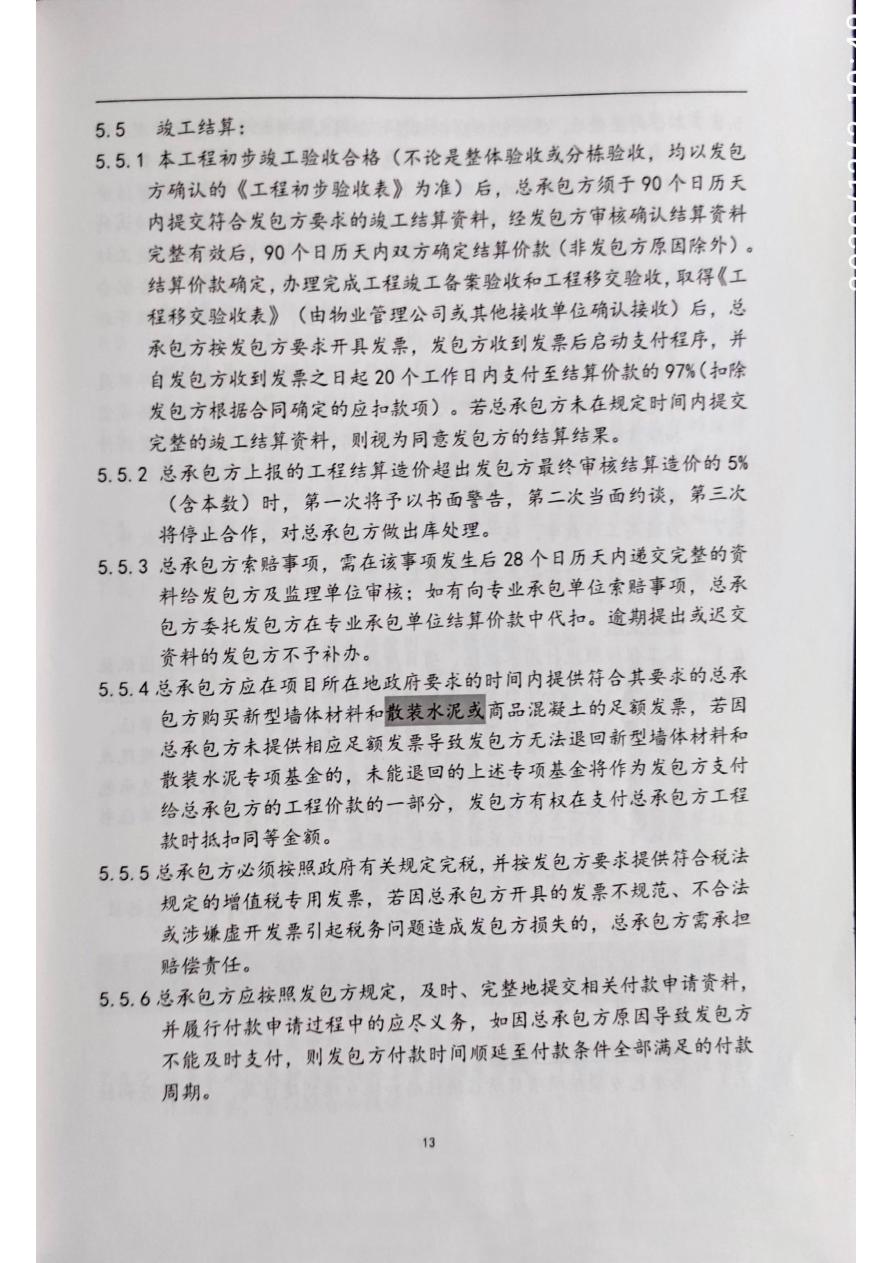 5.5 竣工结算：
5.5.1 本工程初步竣工验收合格（不论是整体验收或分栋验收，均以发包
方确认的《工程初步验收表》为准）后，总承包方须于 90 个日历天
内提交符合发包方要求的竣工结算资料，经发包方审核确认结算资料
完整有效后，90 个日历天内双方确定结算价款（非发包方原因除外）。
结算价款确定，办理完成工程竣工备案验收和工程移交验收，取得《工
程移交验收表》（由物业管理公司或其他接收单位确认接收）后，总
承包方按发包方要求开具发票，发包方收到发票后启动支付程序，并
自发包方收到发票之日起 20 个工作日内支付至结算价款的 97%（扣除
发包方根据合同确定的应扣款项）。若总承包方未在规定时间内提交
完整的竣工结算资料，则视为同意发包方的结算结果。
5.5.2 总承包方上报的工程结算造价超出发包方最终审核结算造价的 5%
（含本数）时，第一次将予以书面警告，第二次当面约谈，第三次
将停止合作，对总承包方做出库处理。
5.5.3 总承包方索赔事项，需在该事项发生后 28 个日历天内递交完整的资
料给发包方及监理单位审核；如有向专业承包单位索赔事项，总承
包方委托发包方在专业承包单位结算价款中代扣。逾期提出或迟交
资料的发包方不予补办。
5.5.4 总承包方应在项目所在地政府要求的时间内提供符合其要求的总承
包方购买新型墙体材料和散装水泥或商品混凝土的足额发票，若因
总承包方未提供相应足额发票导致发包方无法退回新型墙体材料和
散装水泥专项基金的，未能退回的上述专项基金将作为发包方支付
给总承包方的工程价款的一部分，发包方有权在支付总承包方工程
款时抵扣同等金额。
5.5.5 总承包方必须按照政府有关规定完税，并按发包方要求提供符合税法
规定的增值税专用发票，若因总承包方开具的发票不规范、不合法
或涉嫌虚开发票引起税务问题造成发包方损失的，总承包方需承担
赔偿责任。
5.5.6 总承包方应按照发包方规定，及时、完整地提交相关付款申请资料，
并履行付款申请过程中的应尽义务，如因总承包方原因导致发包方
不能及时支付，则发包方付款时间顺延至付款条件全部满足的付款
周期。
13